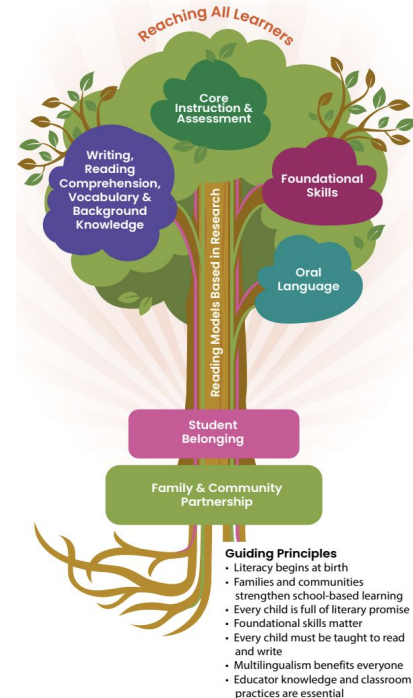 Reaching All Learners
Core
Instruction &
Assessment
Writing,
Reading
Comprehension,
Vocabulary &
Background
Knowledge
Foundational
Skills
Oral
Language
Reading Models Based in Research
Student
Belonging
Family & Community
Partnership
Guiding Principles
• Literacy begins at birth
• Families and communities
strengthen school-based learning
• Every child is full of literary promise
• Foundational skills matter
• Every child must be taught to read
and write
• Multilingualism benefits everyone
• Educator knowledge and classroom
practices are essential